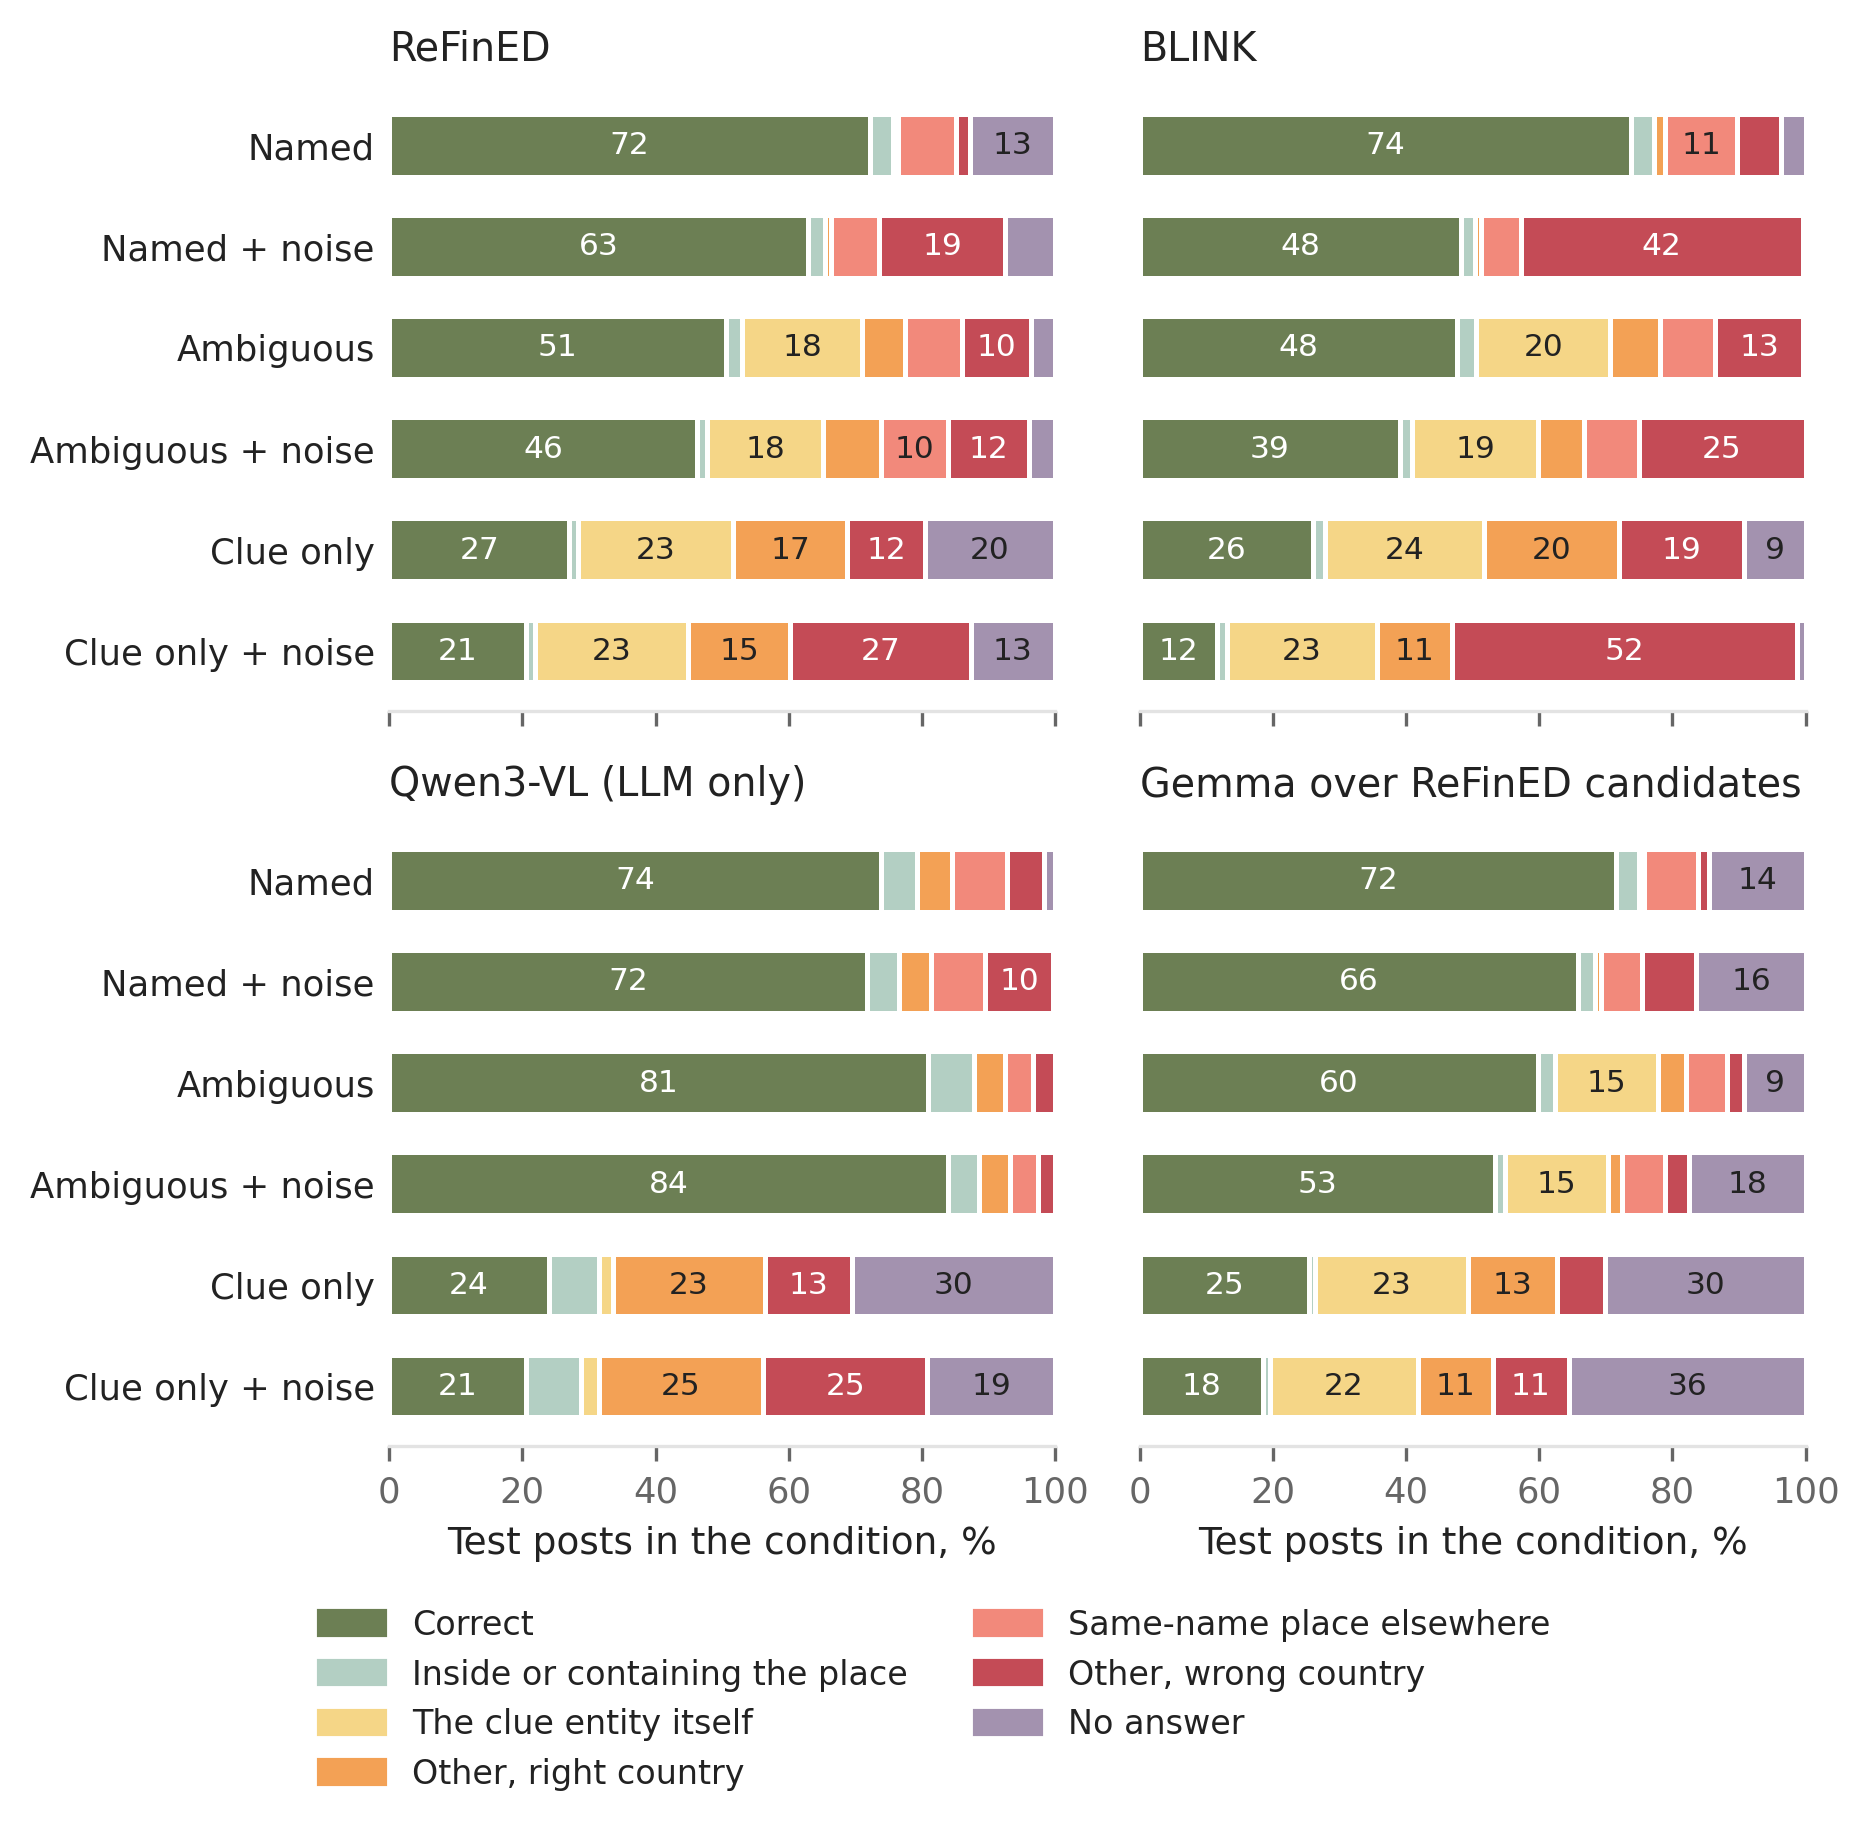 ReFinED
BLINK
Named
72
13
74
11
Named + noise
63
19
48
42
Ambiguous
51
18
10
48
20
13
Ambiguous + noise
46
18
10
12
39
19
25
Clue only
27
23
17
12
20
26
24
20
19
9
Clue only + noise
21
23
15
27
13
12
23
11
52
Qwen3-VL (LLM only)
Gemma over ReFinED candidates
Named
74
72
14
Named + noise
72
10
66
16
Ambiguous
81
60
15
9
Ambiguous + noise
84
53
15
18
Clue only
24
23
13
30
25
23
13
30
Clue only + noise
21
25
25
19
18
22
11
11
36
0 20 40 60 80 100
0 20 40 60 80 100
Test posts in the condition, %
Test posts in the condition, %
Correct
Inside or containing the place
The clue entity itself
Other, right country
Same-name place elsewhere
Other, wrong country
No answer